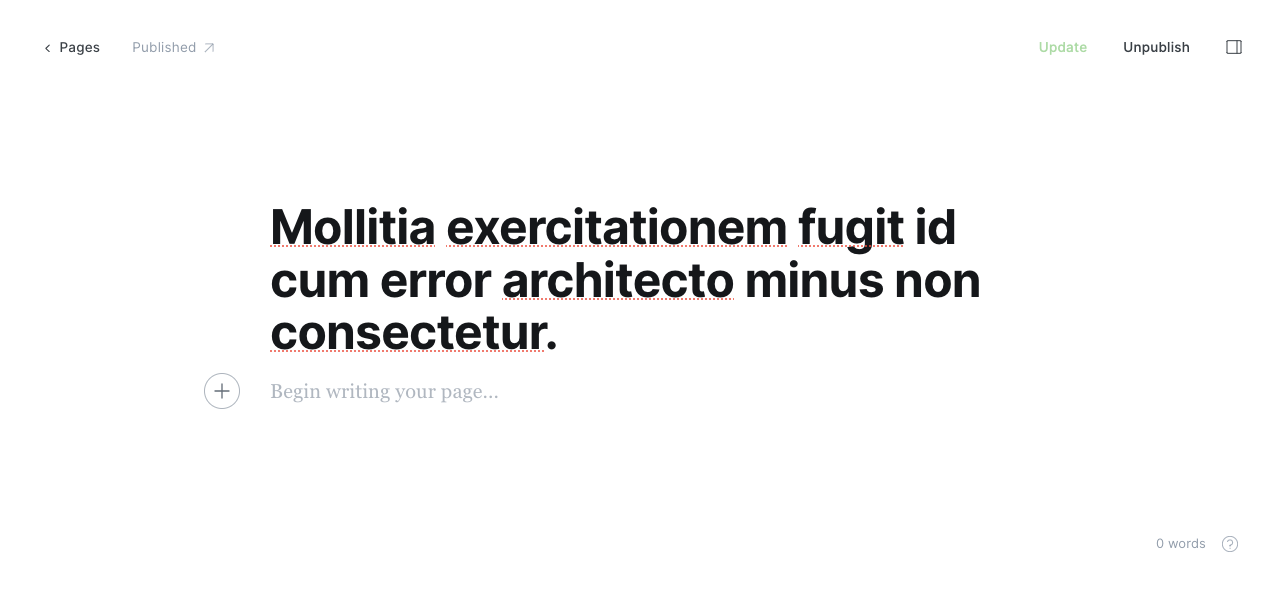 Pages Published Update Unpublish
Mollitia exercitationem fugit id
cum error architecto minus non
consectetur.
Begin writing your page...
0 words